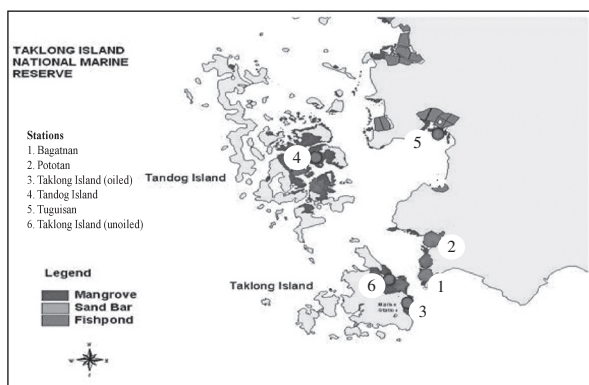 TAKLONG ISLAND
NATIONAL MARINE
RESERVE
Stations
1. Bagatnan
2. Pototan
3. Taklong Island (oiled)
4. Tandog Island
5. Tuguisan
6. Taklong Island (unoiled)
4
5
Tandog Island
2
Legend
Mangrove
Sand Bar
Fishpond
Taklong Island
6
1
Marine
Station
3
N
W
E
S